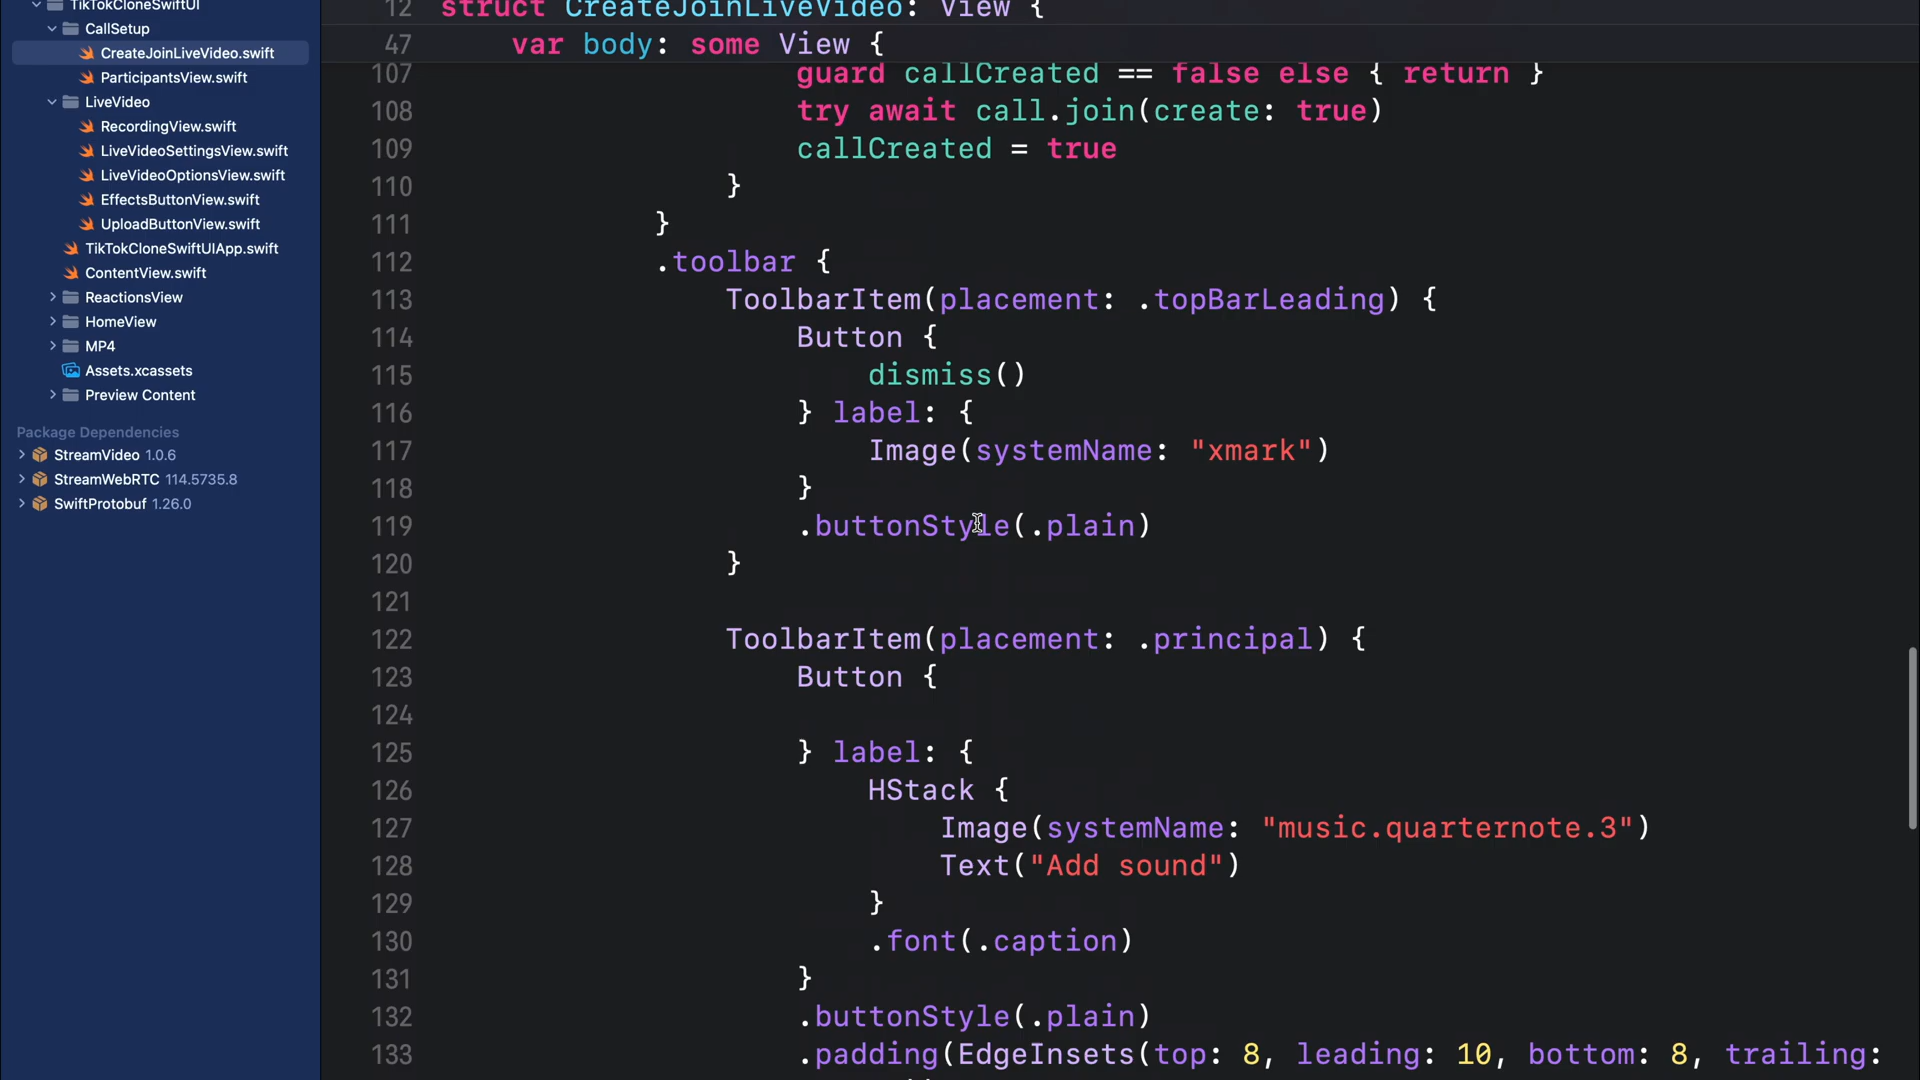 TikTokCloneSwiftUI
CallSetup
CreateJoinLiveVideo.swift
ParticipantsView.swift
LiveVideo
RecordingView.swift
LiveVideoSettingsView.swift
LiveVideoOptionsView.swift
EffectsButtonView.swift
UploadButtonView.swift
TikTokCloneSwiftUIApp.swift
ContentView.swift
ReactionsView
HomeView
MP4
Assets.xcassets
Preview Content
Package Dependencies
StreamVideo 1.0.6
StreamWebRTC 114.5735.8
SwiftProtobuf 1.26.0
12 struct CreateJoinLiveVideo: View {
47 var body: some View {
107 guard callCreated == false else { return }
108 try await call.join(create: true)
109 callCreated = true
110 }
111 }
112 .toolbar {
113 ToolbarItem(placement: .topBarLeading) {
114 Button {
115 dismiss()
116 } label: {
117 Image(systemName: "xmark")
118 }
119 .buttonStyle(.plain)
120 }
121
122 ToolbarItem(placement: .principal) {
123 Button {
124
125 } label: {
126 HStack {
127 Image(systemName: "music.quarternote.3")
128 Text("Add sound")
129 }
130 .font(.caption)
131 }
132 .buttonStyle(.plain)
133 .padding(EdgeInsets(top: 8, leading: 10, bottom: 8, trailing: